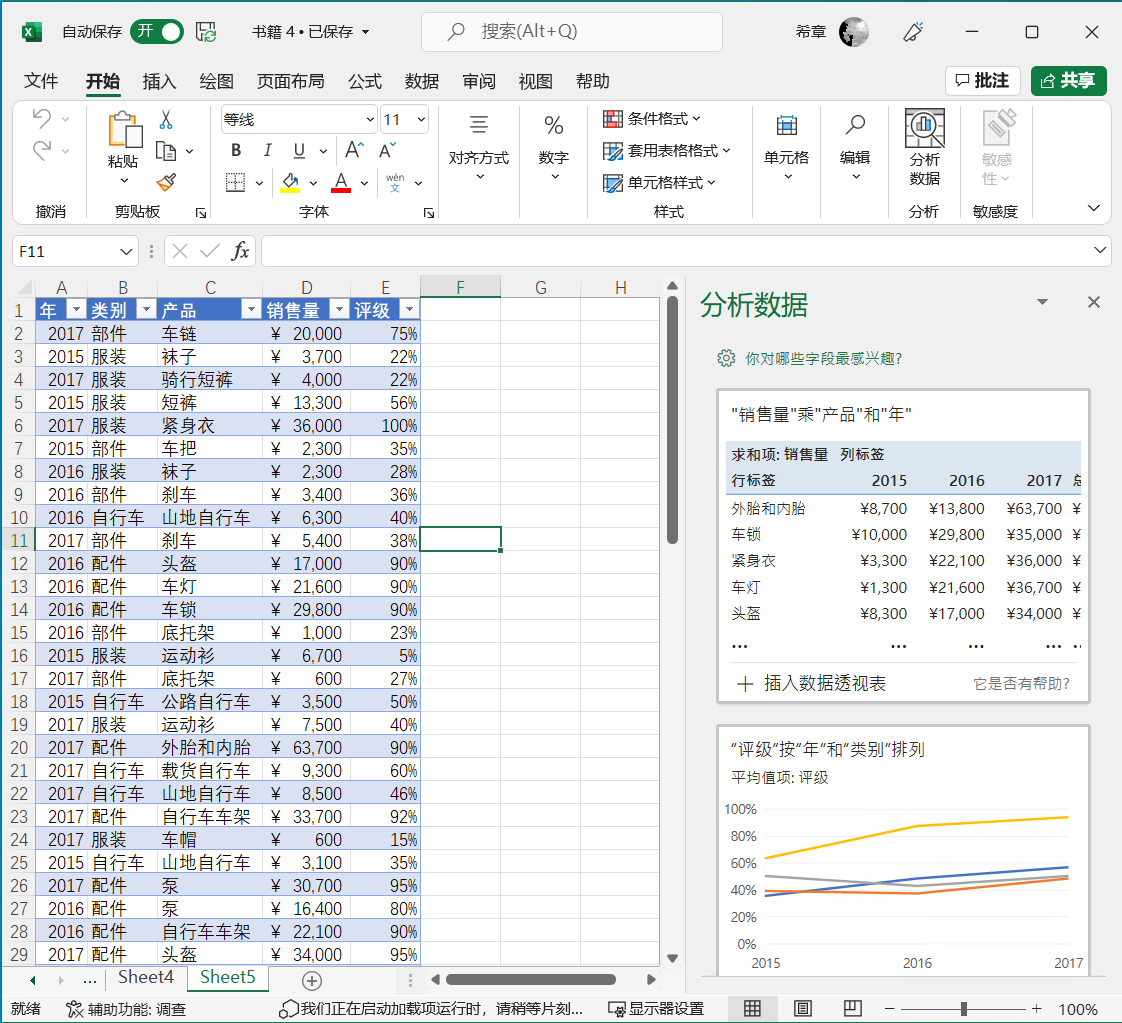 自动保存 开 书籍 4 • 已保存 搜索(Alt+Q) 希章
文件 开始 插入 绘图 页面布局 公式 数据 审阅 视图 帮助 批注 共享
等线 11 条件格式
B I U A A 套用表格格式
粘贴 对齐方式 数字 单元格 编辑 分析数据 敏感性
A wén 文 单元格样式
撤消 剪贴板 字体 样式 分析 敏感度
F11 fx
A B C D E F G H
1 年 类别 产品 销售量 评级
2 2017 部件 车链 ¥ 20,000 75%
3 2015 服装 袜子 ¥ 3,700 22%
4 2017 服装 骑行短裤 ¥ 4,000 22%
5 2015 服装 短裤 ¥ 13,300 56%
6 2017 服装 紧身衣 ¥ 36,000 100%
7 2015 部件 车把 ¥ 2,300 35%
8 2016 服装 袜子 ¥ 2,300 28%
9 2016 部件 刹车 ¥ 3,400 36%
10 2016 自行车 山地自行车 ¥ 6,300 40%
11 2017 部件 刹车 ¥ 5,400 38%
12 2016 配件 头盔 ¥ 17,000 90%
13 2016 配件 车灯 ¥ 21,600 90%
14 2016 配件 车锁 ¥ 29,800 90%
15 2016 部件 底托架 ¥ 1,000 23%
16 2015 服装 运动衫 ¥ 6,700 5%
17 2017 部件 底托架 ¥ 600 27%
18 2015 自行车 公路自行车 ¥ 3,500 50%
19 2017 服装 运动衫 ¥ 7,500 40%
20 2017 配件 外胎和内胎 ¥ 63,700 90%
21 2017 自行车 载货自行车 ¥ 9,300 60%
22 2017 自行车 山地自行车 ¥ 8,500 46%
23 2017 配件 自行车车架 ¥ 33,700 92%
24 2017 服装 车帽 ¥ 600 15%
25 2015 自行车 山地自行车 ¥ 3,100 35%
26 2017 配件 泵 ¥ 30,700 95%
27 2016 配件 泵 ¥ 16,400 80%
28 2016 配件 自行车车架 ¥ 22,100 90%
29 2017 配件 头盔 ¥ 34,000 95%
分析数据
你对哪些字段最感兴趣?
"销售量"乘"产品"和"年"
求和项: 销售量 列标签
行标签 2015 2016 2017
外胎和内胎 ¥8,700 ¥13,800 ¥63,700 ¥
车锁 ¥10,000 ¥29,800 ¥35,000 ¥
紧身衣 ¥3,300 ¥22,100 ¥36,000 ¥
车灯 ¥1,300 ¥21,600 ¥36,700 ¥
头盔 ¥8,300 ¥17,000 ¥34,000 ¥
... ... ... ...
插入数据透视表 它是否有帮助?
"评级"按"年"和"类别"排列
平均值项: 评级
100%
80%
60%
40%
20%
0%
2015 2016 2017
... Sheet4 Sheet5
就绪 辅助功能: 调查 我们正在启动加载项运行时，请稍等片刻... 显示器设置 100%